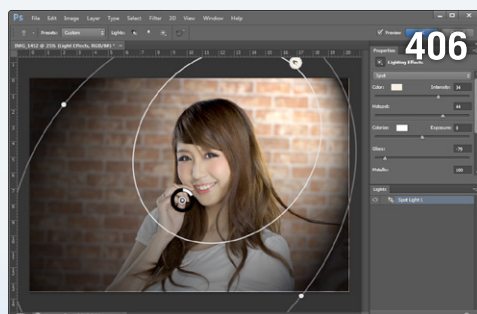 Ps File Edit Image Layer Type Select Filter 3D View Window Help
Presets: Custom Lights: Preview
406
IMG_1412 @ 25% (Light Effects, RGB/8#) * ×
Properties
Lighting Effects
Spot
Color: Intensity: 34
Hotspot: 44
Colorize: Exposure: 0
Gloss: -75
Metallic: 100
Lights
Spot Light 1